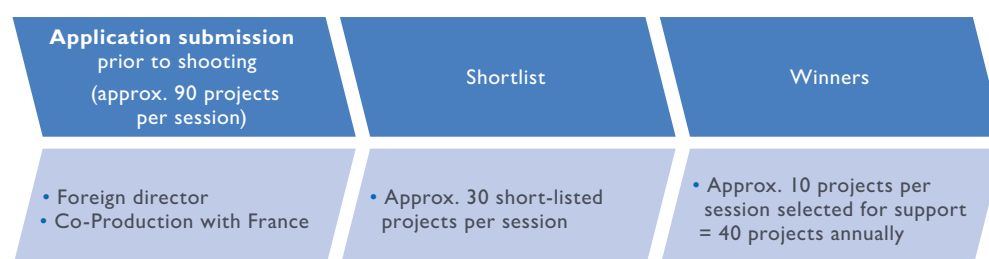 Application submission
prior to shooting
(approx. 90 projects
per session)
Shortlist
Winners
• Foreign director
• Co-Production with France
• Approx. 30 short-listed
projects per session
• Approx. 10 projects per
session selected for support
= 40 projects annually